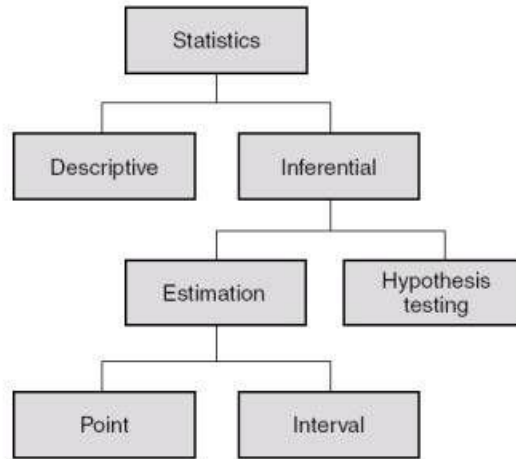 Statistics
Descriptive
Inferential
Estimation
Hypothesis
testing
Point
Interval